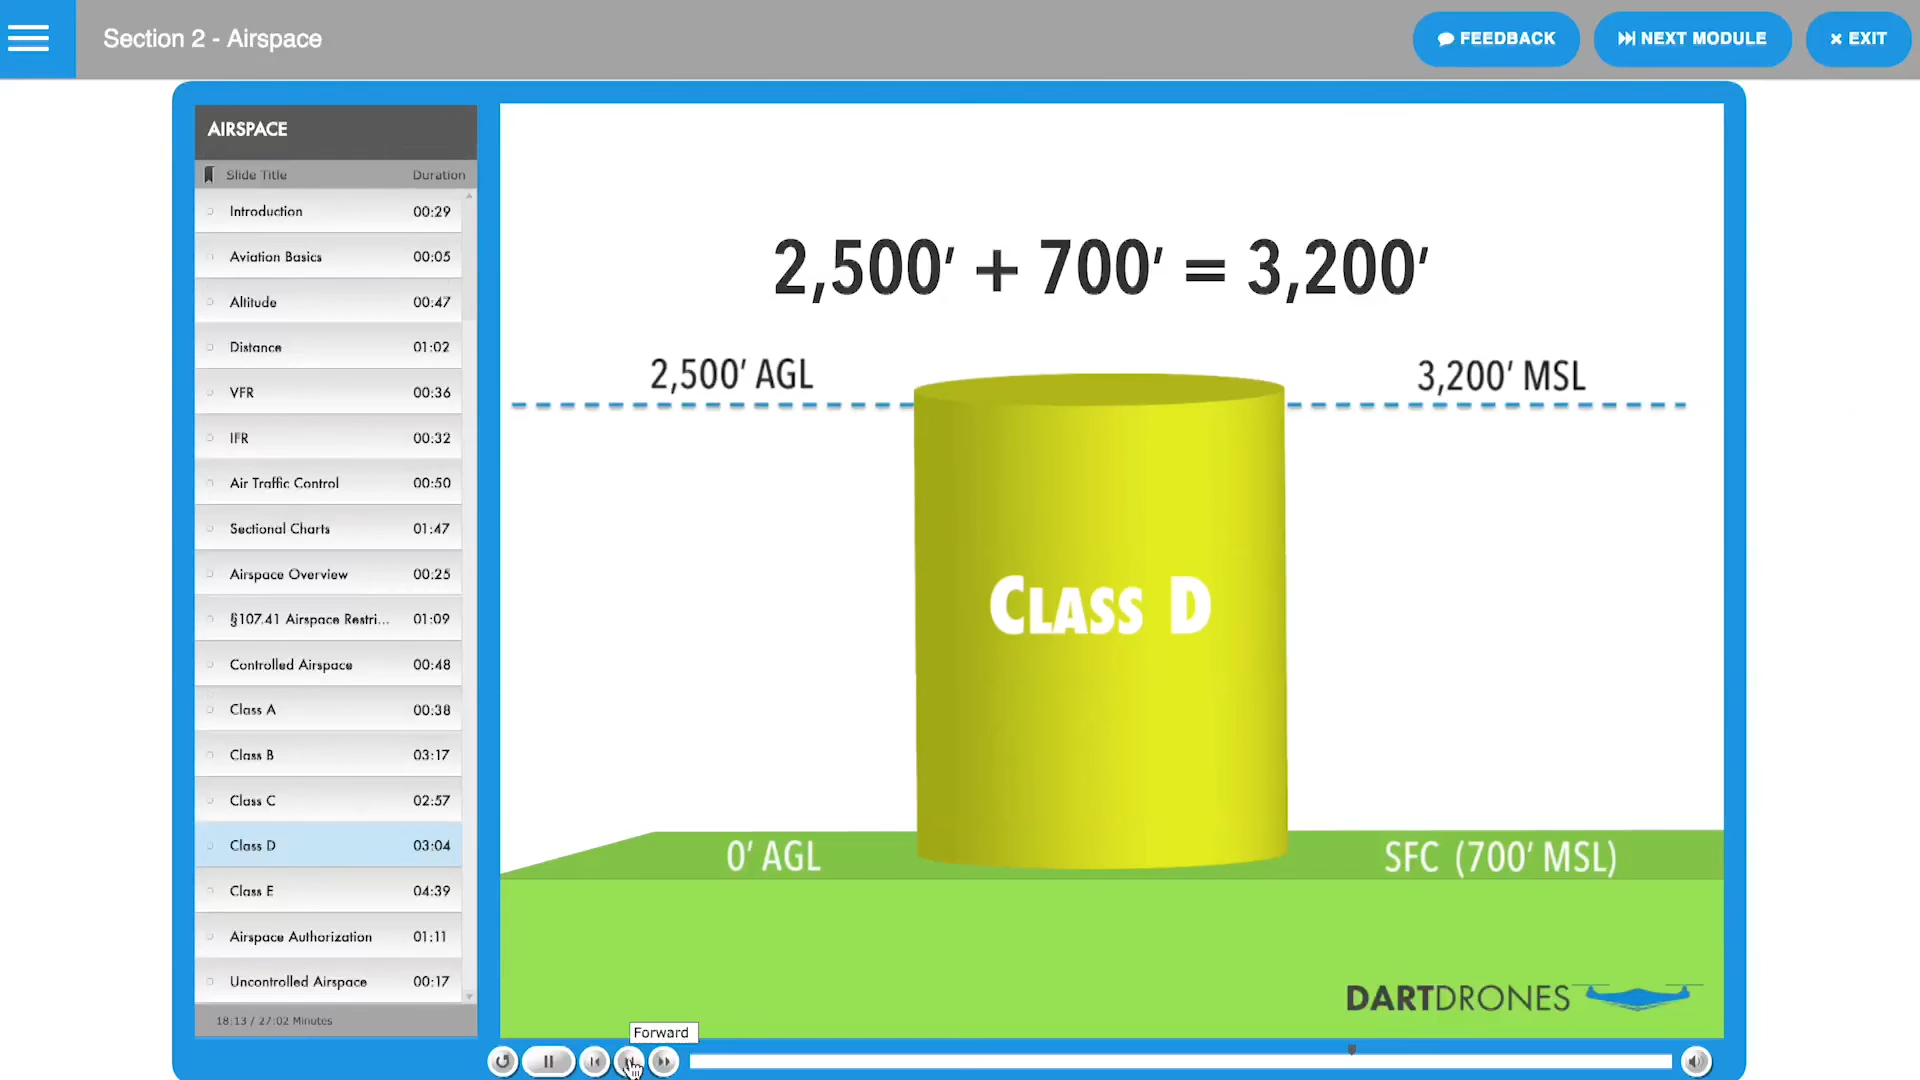 Section 2 - Airspace
FEEDBACK
NEXT MODULE
× EXIT
AIRSPACE
Slide Title Duration
Introduction 00:29
Aviation Basics 00:05
Altitude 00:47
Distance 01:02
VFR 00:36
IFR 00:32
Air Traffic Control 00:50
Sectional Charts 01:47
Airspace Overview 00:25
§107.41 Airspace Restri... 01:09
Controlled Airspace 00:48
Class A 00:38
Class B 03:17
Class C 02:57
Class D 03:04
Class E 04:39
Airspace Authorization 01:11
Uncontrolled Airspace 00:17
18:13 / 27:02 Minutes
2,500' + 700' = 3,200'
2,500' AGL
3,200' MSL
CLASS D
0' AGL
SFC (700' MSL)
DARTDRONES
Forward